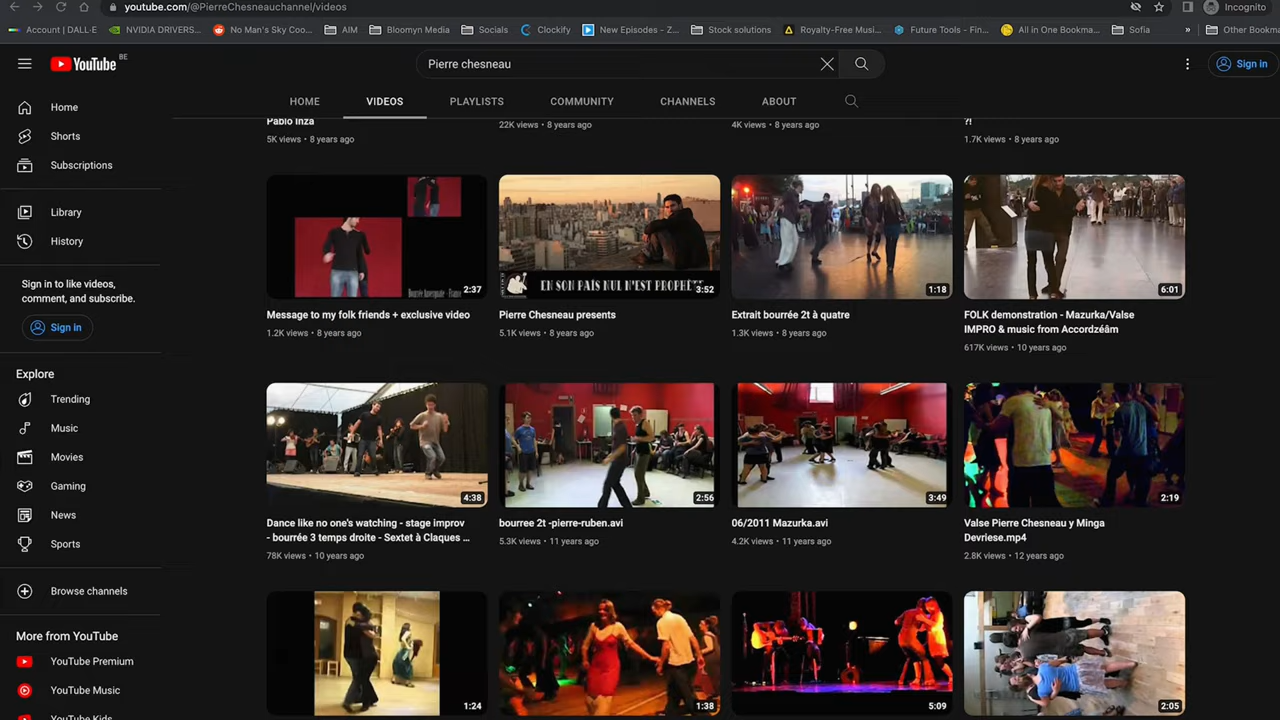 youtube.com/@PierreChesneauchannel/videos
Incognito
Account | DALL·E
NVIDIA DRIVERS...
No Man's Sky Coo...
AIM
Bloomyn Media
Socials
Clockify
New Episodes - Z...
Stock solutions
Royalty-Free Musi...
Future Tools - Fin...
All in One Bookma...
Sofia
»
Other Bookma
YouTube BE
Pierre chesneau
Sign in
HOME
VIDEOS
PLAYLISTS
COMMUNITY
CHANNELS
ABOUT
Home
Shorts
Subscriptions
Library
History
Sign in to like videos,
comment, and subscribe.
Sign in
Explore
Trending
Music
Movies
Gaming
News
Sports
Browse channels
More from YouTube
YouTube Premium
YouTube Music
YouTube Kids
Pablo Inza
5K views • 8 years ago
22K views • 8 years ago
4K views • 8 years ago
?!
1.7K views • 8 years ago
2:37
Message to my folk friends + exclusive video
1.2K views • 8 years ago
EN SON PAÍS NUL N'EST PROPHÈT
3:52
Pierre Chesneau presents
5.1K views • 8 years ago
1:18
Extrait bourrée 2t à quatre
1.3K views • 8 years ago
6:01
FOLK demonstration - Mazurka/Valse
IMPRO & music from Accordzéâm
617K views • 10 years ago
4:38
Dance like no one's watching - stage improv
- bourrée 3 temps droite - Sextet à Claques ...
78K views • 10 years ago
2:56
bourree 2t -pierre-ruben.avi
5.3K views • 11 years ago
3:49
06/2011 Mazurka.avi
4.2K views • 11 years ago
2:19
Valse Pierre Chesneau y Minga
Devriese.mp4
2.8K views • 12 years ago
1:24
1:38
5:09
2:05